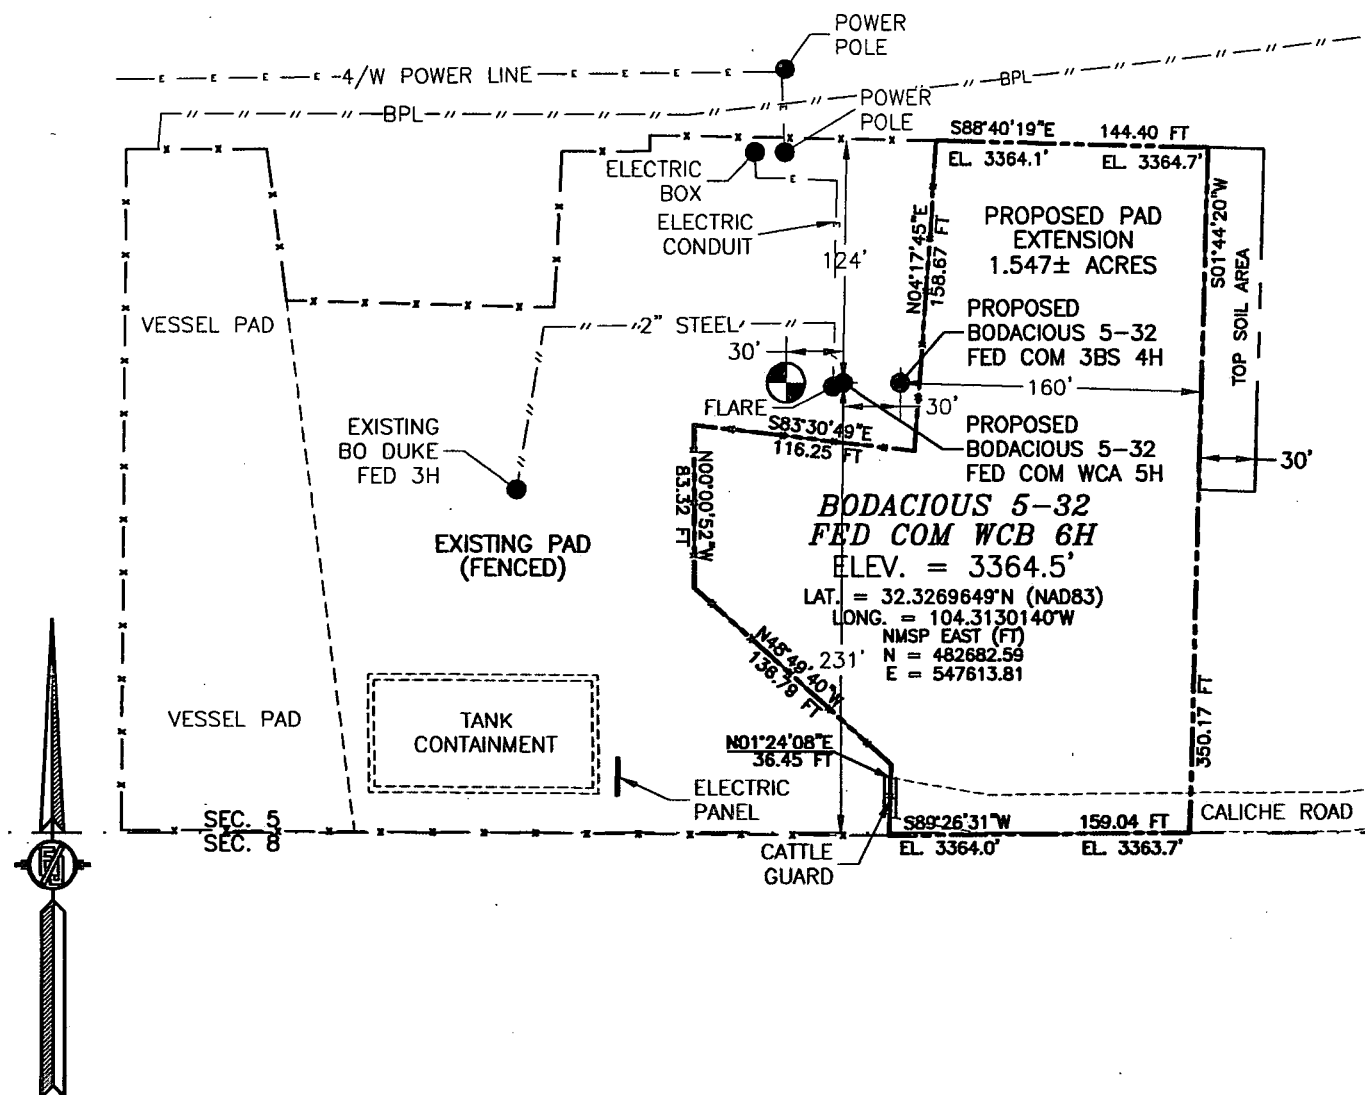 POWER
POLE
4/W POWER LINE
BPL
BPL
POWER
POLE
ELECTRIC
BOX
ELECTRIC
CONDUIT
S88°40'19"E 144.40 FT
EL. 3364.1' EL. 3364.7'
PROPOSED PAD
EXTENSION
1.547± ACRES
N04°17'45"E
158.67 FT
S01°44'20"W
TOP SOIL AREA
124'
VESSEL PAD
2" STEEL
30'
FLARE
PROPOSED
BODACIOUS 5-32
FED COM 3BS 4H
160'
30'
PROPOSED
BODACIOUS 5-32
FED COM WCA 5H
30'
S83°30'49"E
116.25 FT
EXISTING
BO DUKE
FED 3H
N00°00'52"W
83.32 FT
EXISTING PAD
(FENCED)
BODACIOUS 5-32
FED COM WCB 6H
ELEV. = 3364.5'
LAT. = 32.3269649°N (NAD83)
LONG. = 104.3130140°W
NMSP EAST (FT)
N = 482682.59
E = 547613.81
N48°49'40"W
FT
231'
VESSEL PAD
TANK
CONTAINMENT
N01°24'08"E
36.45 FT
ELECTRIC
PANEL
350.17 FT
CALICHE ROAD
SEC. 5
SEC. 8
CATTLE
GUARD
S89°26'31"W 159.04 FT
EL. 3364.0' EL. 3363.7'